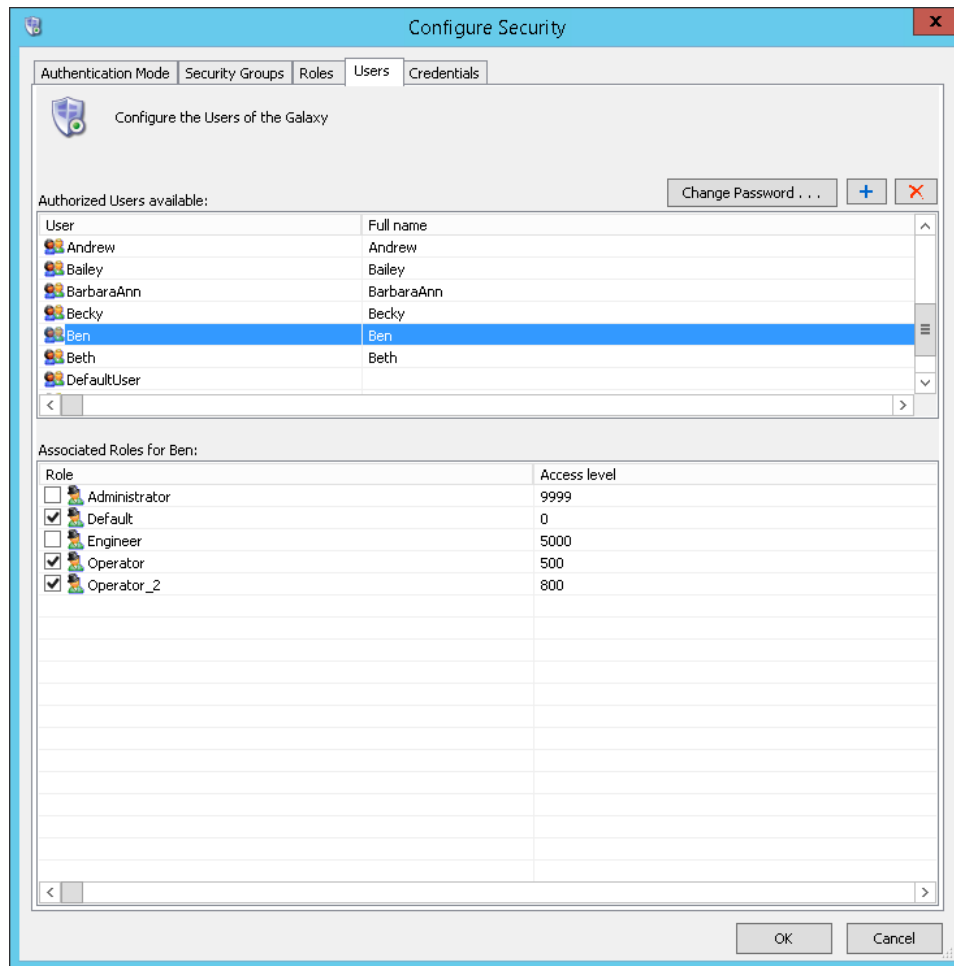 Configure Security
x
Authentication Mode Security Groups Roles Users Credentials
Configure the Users of the Galaxy
Authorized Users available: Change Password . . . +
User Full name
Andrew Andrew
Bailey Bailey
BarbaraAnn BarbaraAnn
Becky Becky
Ben Ben
Beth Beth
DefaultUser
Associated Roles for Ben:
Role Access level
Administrator 9999
Default 0
Engineer 5000
Operator 500
Operator_2 800
OK Cancel